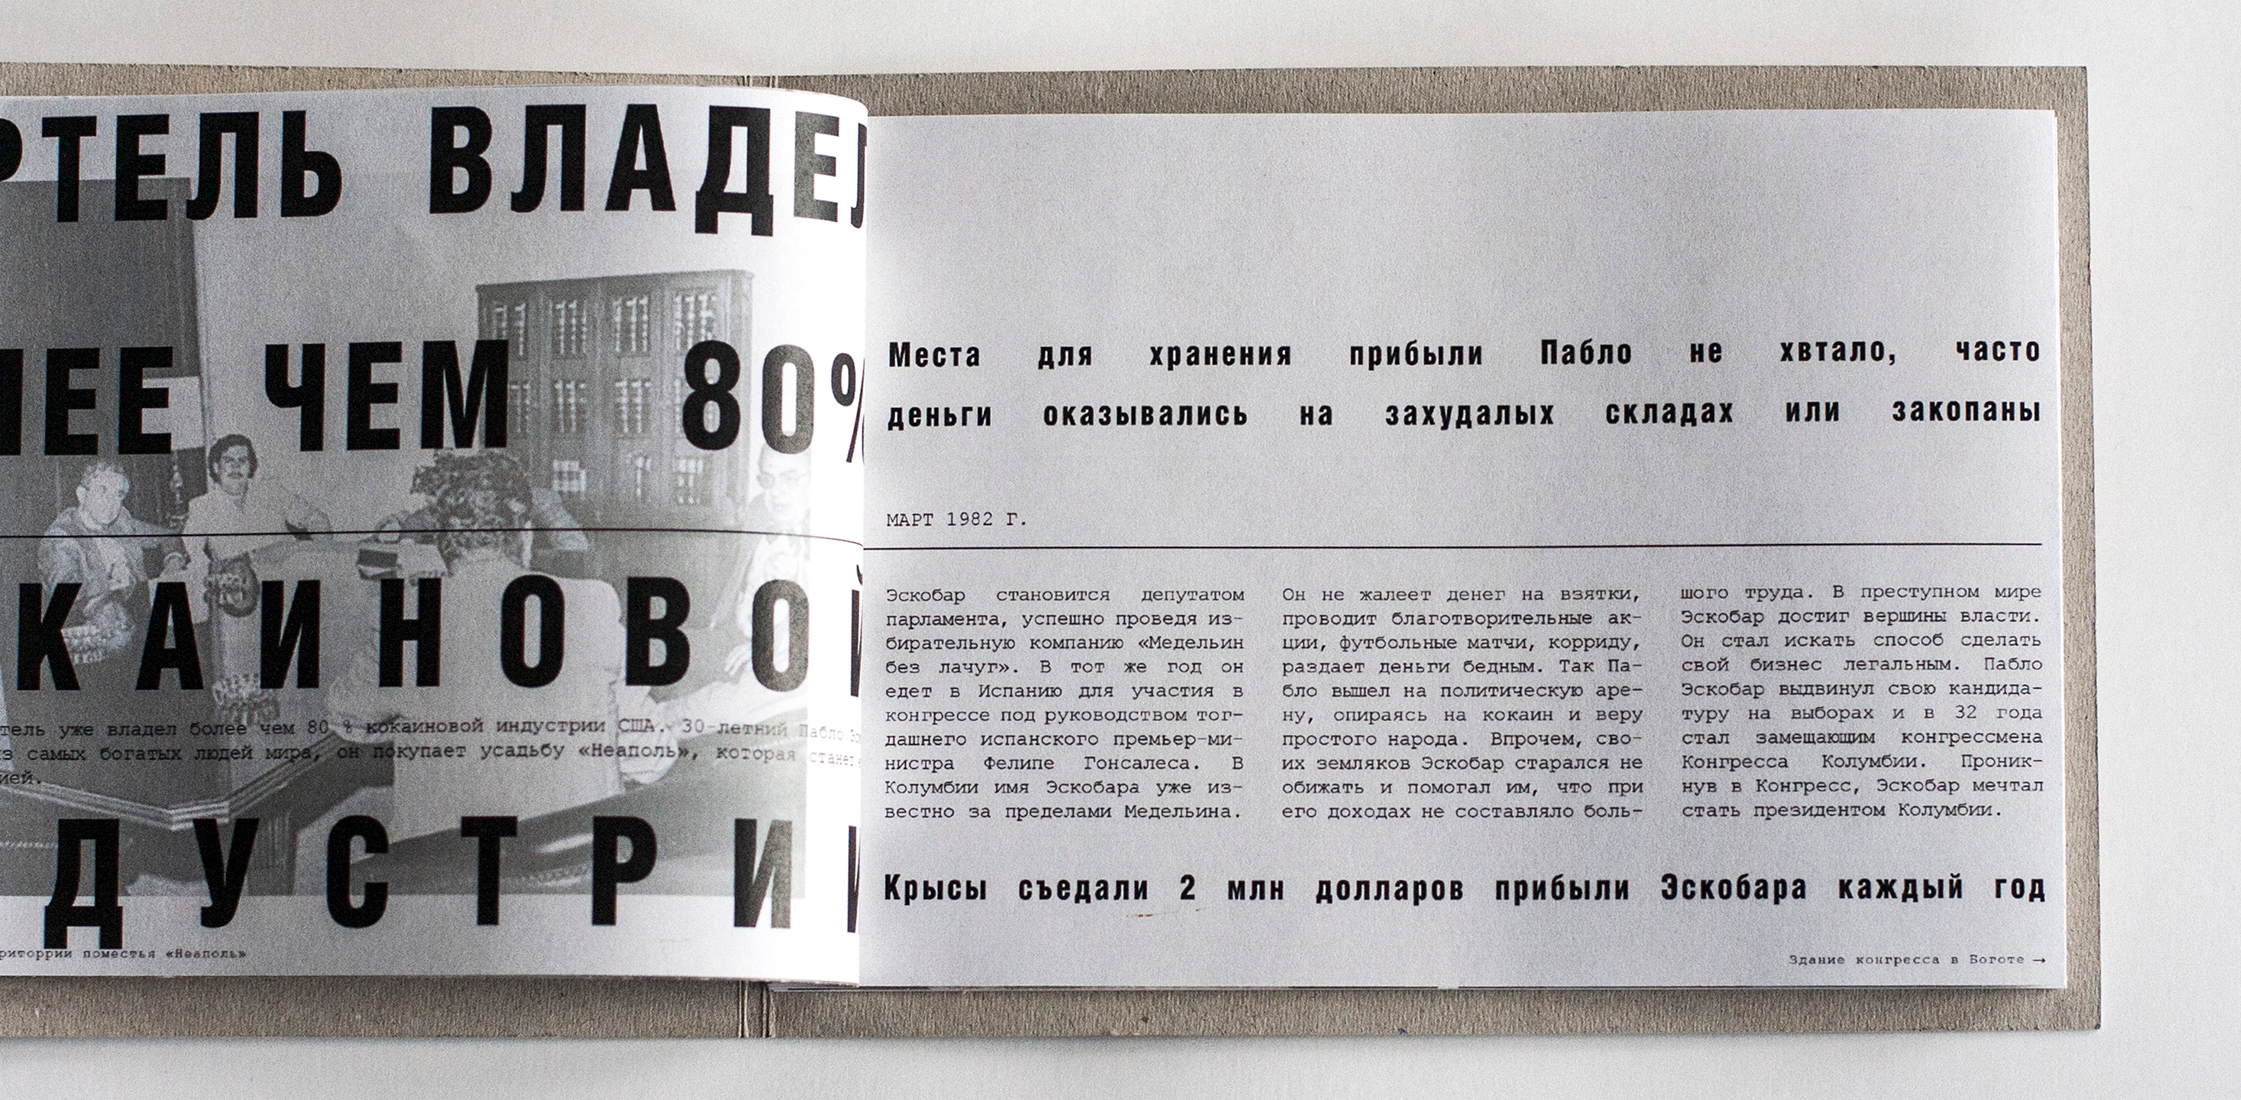 РТЕЛЬ ВЛАДЕЛ
ЕЕ ЧЕМ 80%
КАИНОВОЙ
тель уже владел более чем 80 % кокаиновой индустрии США. 30-летний Пабло
из самых богатых людей мира, он покупает усадьбу «Неаполь», которая станет
ией.
ДУСТРИИ
риторрии поместья «Неаполь»
Места для хранения прибыли Пабло не хвтало, часто
деньги оказывались на захудалых складах или закопаны
МАРТ 1982 Г.
Эскобар становится депутатом
парламента, успешно проведя из-
бирательную компанию «Медельин
без лачуг». В тот же год он
едет в Испанию для участия в
конгрессе под руководством тог-
дашнего испанского премьер-ми-
нистра Фелипе Гонсалеса. В
Колумбии имя Эскобара уже из-
вестно за пределами Медельина.
Он не жалеет денег на взятки,
проводит благотворительные ак-
ции, футбольные матчи, корриду,
раздает деньги бедным. Так Па-
бло вышел на политическую аре-
ну, опираясь на кокаин и веру
простого народа. Впрочем, сво-
их земляков Эскобар старался не
обижать и помогал им, что при
его доходах не составляло боль-
шого труда. В преступном мире
Эскобар достиг вершины власти.
Он стал искать способ сделать
свой бизнес легальным. Пабло
Эскобар выдвинул свою кандида-
туру на выборах и в 32 года
стал замещающим конгрессмена
Конгресса Колумбии. Проник-
нув в Конгресс, Эскобар мечтал
стать президентом Колумбии.
Крысы съедали 2 млн долларов прибыли Эскобара каждый год
Здание конгресса в Боготе →